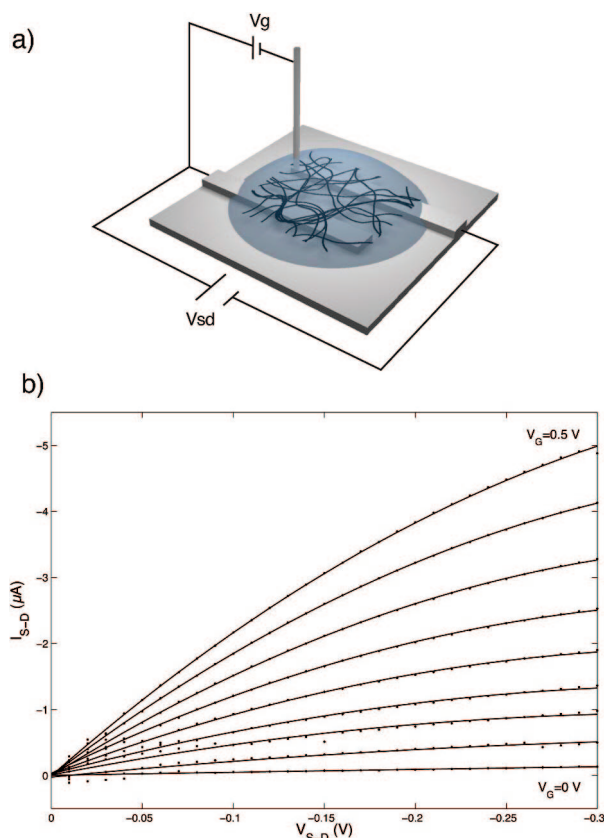 a)
Vg
Vsd
b)
V_G=0.5 V
-5
-4
-3
-2
-1
0
I_S-D (µA)
V_G=0 V
0 -0.05 -0.1 -0.15 -0.2 -0.25 -0.3
V_S-D (V)